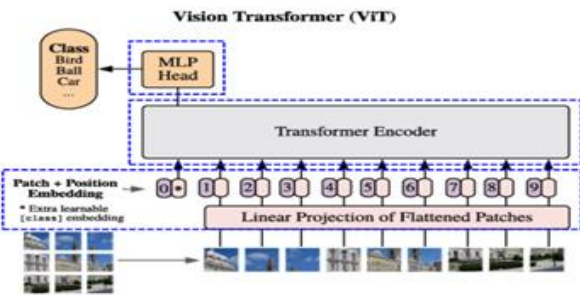 Vision Transformer (ViT)
Class
Bird
Ball
Car
...
MLP
Head
Transformer Encoder
Patch + Position
Embedding
* Extra learnable
[class] embedding
0 * 1 2 3 4 5 6 7 8 9
Linear Projection of Flattened Patches